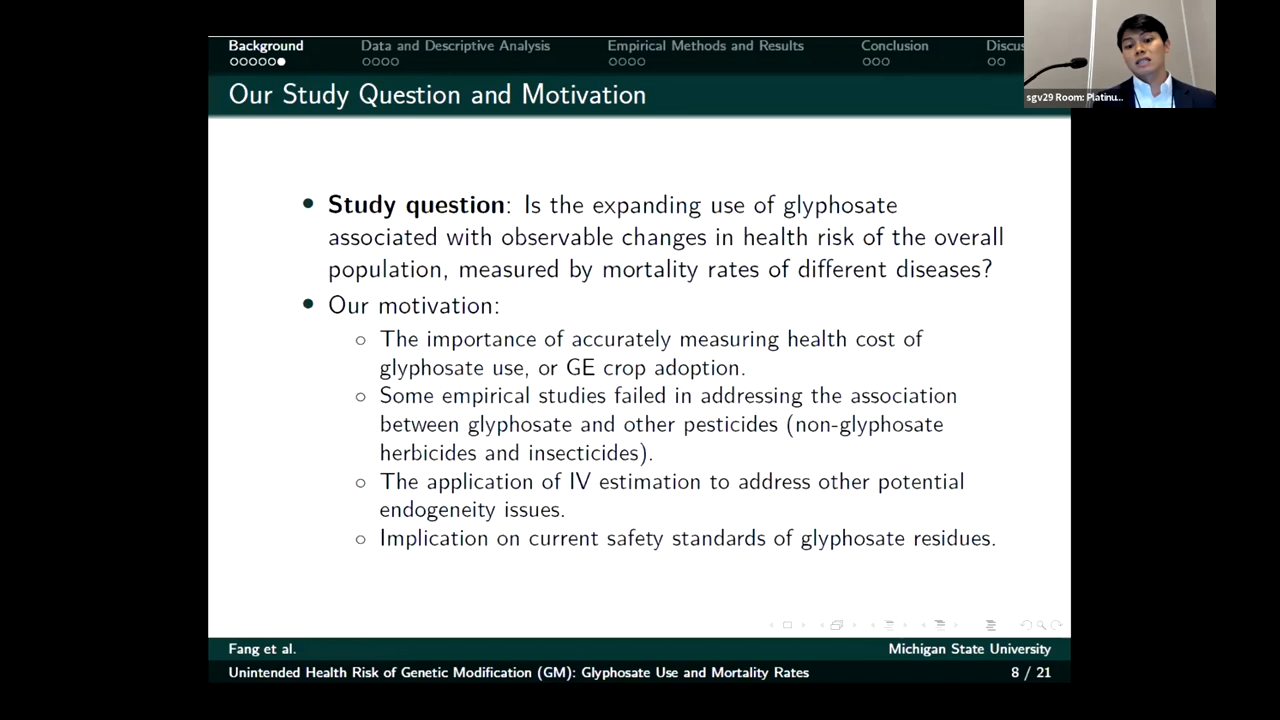 Background Data and Descriptive Analysis Empirical Methods and Results Conclusion
Our Study Question and Motivation
sgv29 Room: Platinu...
• Study question: Is the expanding use of glyphosate
associated with observable changes in health risk of the overall
population, measured by mortality rates of different diseases?
• Our motivation:
○ The importance of accurately measuring health cost of
glyphosate use, or GE crop adoption.
○ Some empirical studies failed in addressing the association
between glyphosate and other pesticides (non-glyphosate
herbicides and insecticides).
○ The application of IV estimation to address other potential
endogeneity issues.
○ Implication on current safety standards of glyphosate residues.
Fang et al. Michigan State University
Unintended Health Risk of Genetic Modification (GM): Glyphosate Use and Mortality Rates 8 / 21